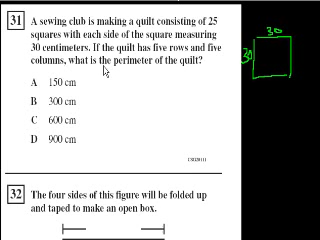 31 A sewing club is making a quilt consisting of 25
squares with each side of the square measuring
30 centimeters. If the quilt has five rows and five
columns, what is the perimeter of the quilt?
A 150 cm
B 300 cm
C 600 cm
D 900 cm
32 The four sides of this figure will be folded up
and taped to make an open box.
30
30